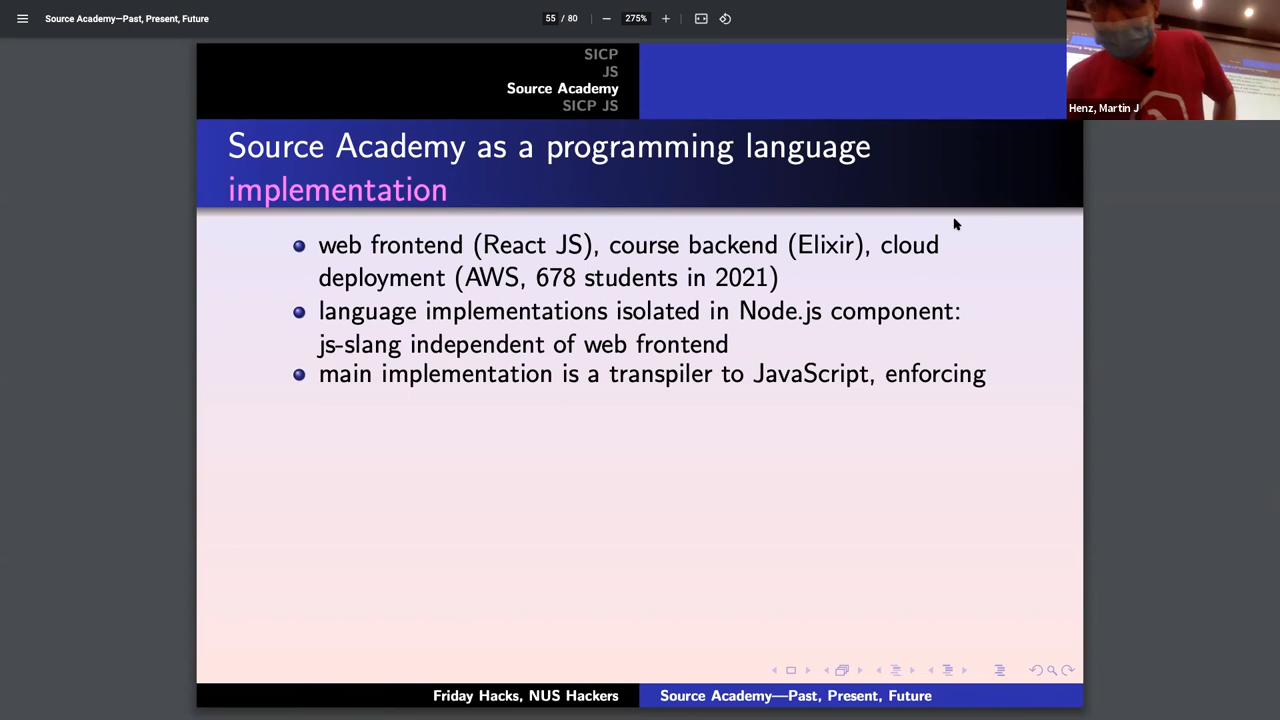 Source Academy—Past, Present, Future
55 / 80
275%
Henz, Martin J
SICP
JS
Source Academy
SICP JS
Source Academy as a programming language
implementation
web frontend (React JS), course backend (Elixir), cloud
deployment (AWS, 678 students in 2021)
language implementations isolated in Node.js component:
js-slang independent of web frontend
main implementation is a transpiler to JavaScript, enforcing
Friday Hacks, NUS Hackers
Source Academy—Past, Present, Future